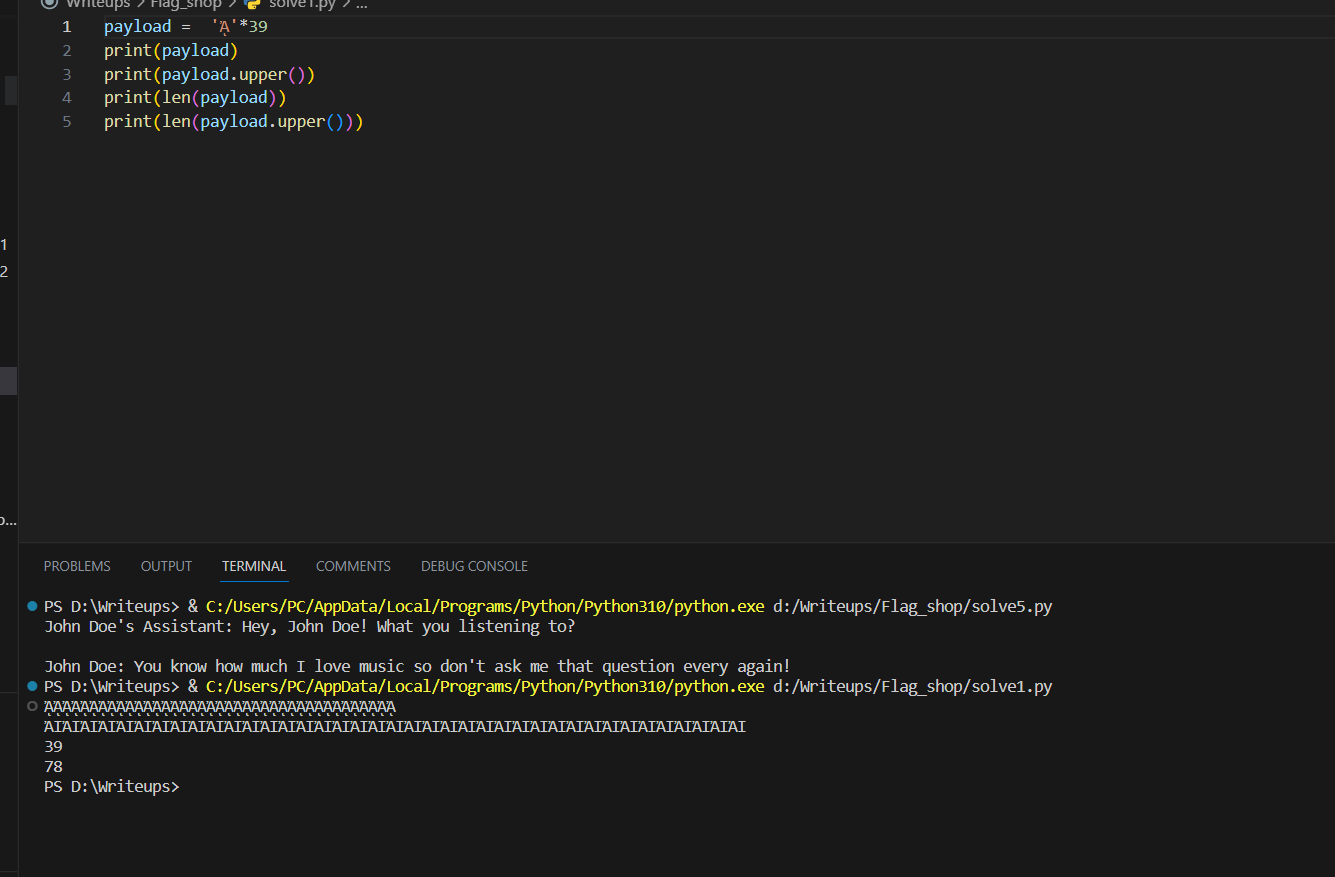 Writeups > Flag_shop > solve1.py > ...
1 payload =  'ᾈ'*39
2 print(payload)
3 print(payload.upper())
4 print(len(payload))
5 print(len(payload.upper()))
1
2
PROBLEMS OUTPUT TERMINAL COMMENTS DEBUG CONSOLE
PS D:\Writeups> & C:/Users/PC/AppData/Local/Programs/Python/Python310/python.exe d:/Writeups/Flag_shop/solve5.py
John Doe's Assistant: Hey, John Doe! What you listening to?
John Doe: You know how much I love music so don't ask me that question every again!
PS D:\Writeups> & C:/Users/PC/AppData/Local/Programs/Python/Python310/python.exe d:/Writeups/Flag_shop/solve1.py
ᾈᾈᾈᾈᾈᾈᾈᾈᾈᾈᾈᾈᾈᾈᾈᾈᾈᾈᾈᾈᾈᾈᾈᾈᾈᾈᾈᾈᾈᾈᾈᾈᾈᾈᾈᾈᾈᾈᾈ
ἈΙἈΙἈΙἈΙἈΙἈΙἈΙἈΙἈΙἈΙἈΙἈΙἈΙἈΙἈΙἈΙἈΙἈΙἈΙἈΙἈΙἈΙἈΙἈΙἈΙἈΙἈΙἈΙἈΙἈΙἈΙἈΙἈΙἈΙἈΙἈΙἈΙἈΙἈΙ
39
78
PS D:\Writeups>